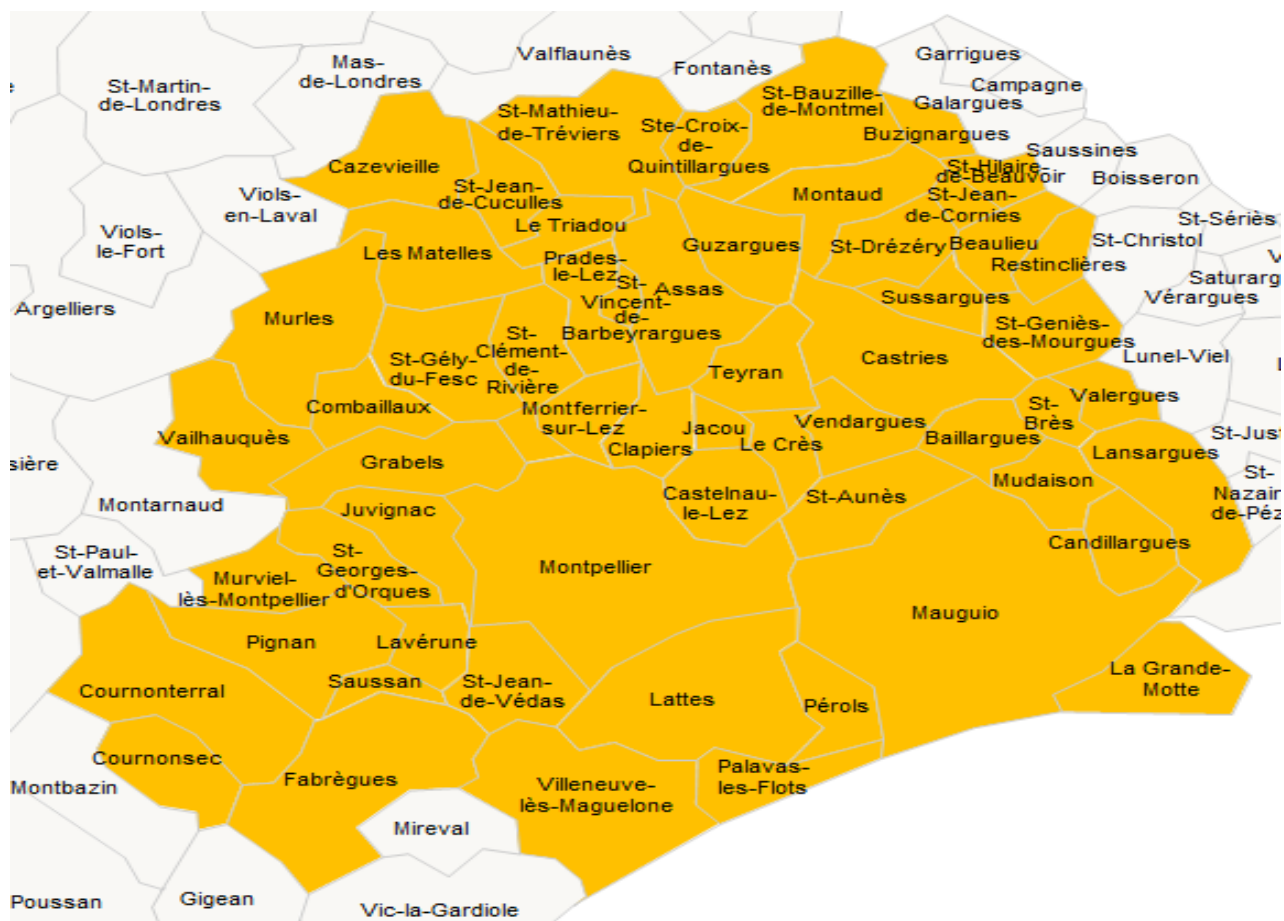 Valflaunès
Garrigues
Mas-
de-Londres
Fontanès
St-Martin-
de-Londres
Campagne
Galargues
St-Bauzille-
de-Montmel
St-Mathieu-
de-Tréviers
Ste-Croix-
de-
Quintillargues
Buzignargues
Saussines
Cazevieille
St-Hilaire-
de-Beauvoir
Boisseron
St-Jean-
de-Cuculles
Montaud
Viols-
en-Laval
St-Jean-
de-Cornies
St-Sériès
Le Triadou
Viols-
le-Fort
Les Matelles
Guzargues
St-Drézéry
Beaulieu
St-Christol
Restinclières
Prades-
le-Lez
Saturarg
Vérargues
Assas
St-
Vincent-
de-
Barbeyrargues
Sussargues
Argelliers
Murles
St-Geniès-
des-Mourgues
St-
Clément-
de-
Rivière
Castries
Lunel-Viel
St-Gély-
du-Fesc
Teyran
Valergues
Combaillaux
Montferrier-
sur-Lez
St-
Brès
Vendargues
Jacou
Le Crès
Baillargues
St-Just
Vailhauquès
Clapiers
Lansargues
sière
Grabels
Mudaison
St-
Nazair
de-Péz
Castelnau-
le-Lez
St-Aunès
Montarnaud
Juvignac
Candillargues
St-Paul-
et-Valmalle
St-
Georges-
d'Orques
Montpellier
Murviel-
lès-Montpellier
Mauguio
Pignan
Lavérune
La Grande-
Motte
Saussan
St-Jean-
de-Védas
Cournonterral
Lattes
Pérols
Cournonsec
Fabrègues
Palavas-
les-Flots
Villeneuve-
lès-Maguelone
Montbazin
Mireval
Gigean
Poussan
Vic-la-Gardiole